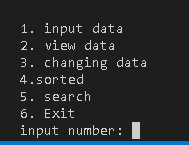 1. input data
2. view data
3. changing data
4.sorted
5. search
6. Exit
input number: